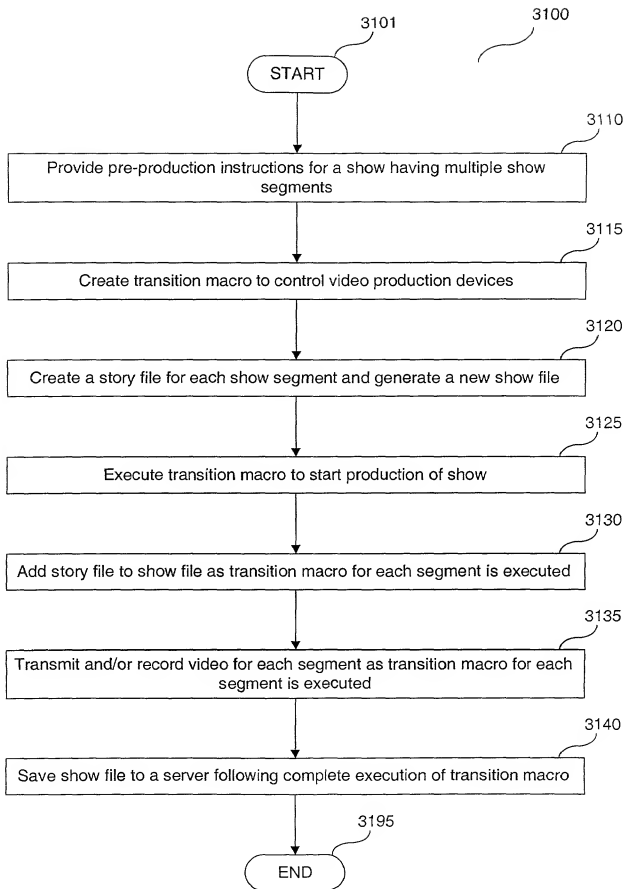 3101
3100
START
3110
Provide pre-production instructions for a show having multiple show
segments
3115
Create transition macro to control video production devices
3120
Create a story file for each show segment and generate a new show file
3125
Execute transition macro to start production of show
3130
Add story file to show file as transition macro for each segment is executed
3135
Transmit and/or record video for each segment as transition macro for each
segment is executed
3140
Save show file to a server following complete execution of transition macro
3195
END